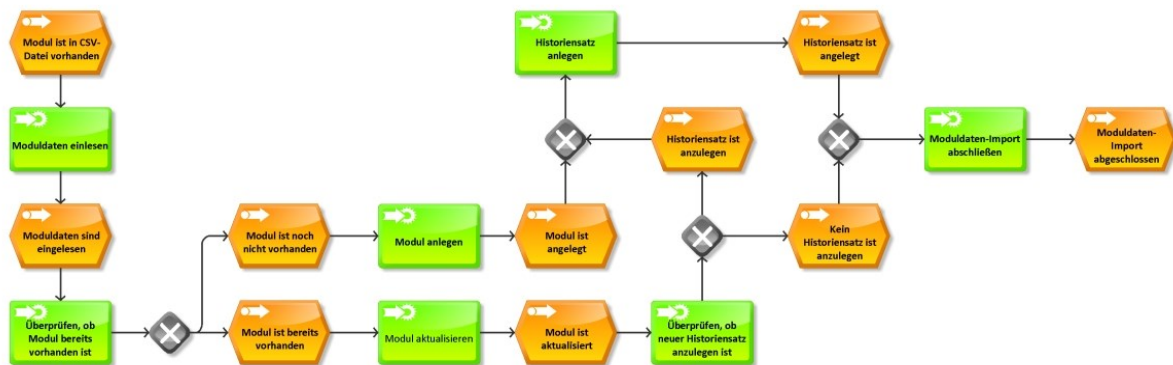 Modul ist in CSV-
Datei vorhanden
Historiensatz
anlegen
Historiensatz ist
angelegt
Moduldaten einlesen
Historiensatz ist
anzulegen
Moduldaten-Import
abschließen
Moduldaten-
Import
abgeschlossen
Moduldaten sind
eingelesen
Modul ist noch
nicht vorhanden
Modul anlegen
Modul ist
angelegt
Kein
Historiensatz ist
anzulegen
Überprüfen, ob
Modul bereits
vorhanden ist
Modul ist bereits
vorhanden
Modul aktualisieren
Modul ist
aktualisiert
Überprüfen, ob
neuer Historiensatz
anzulegen ist